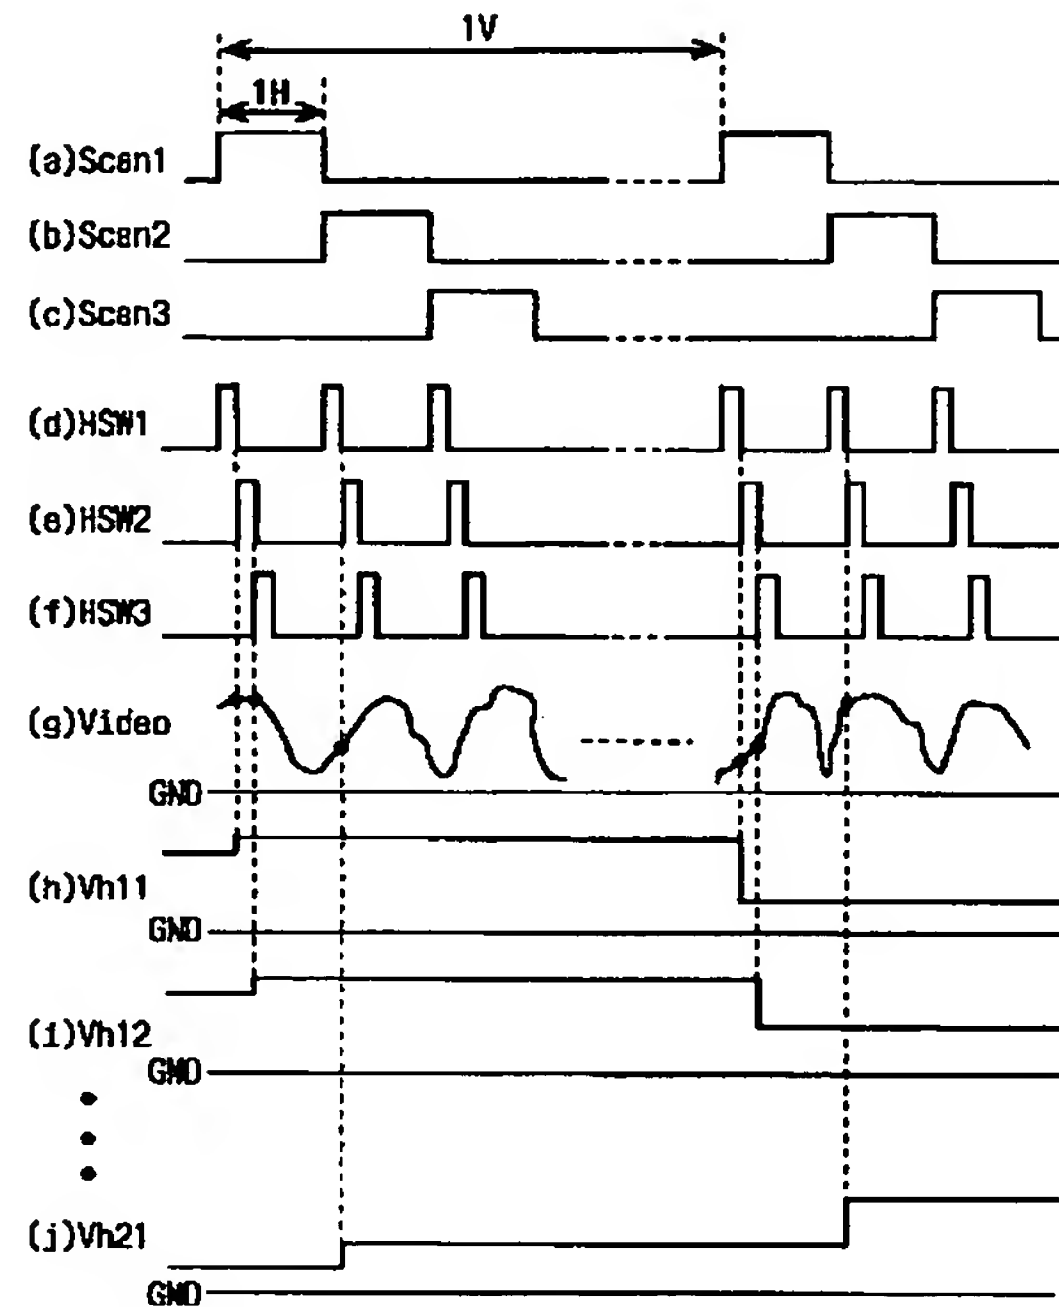 1V
1H
(a)Scan1
(b)Scan2
(c)Scan3
(d)HSW1
(e)HSW2
(f)HSW3
(g)Video
GND
(h)Vh11
GND
(i)Vh12
GND
(j)Vh21
GND